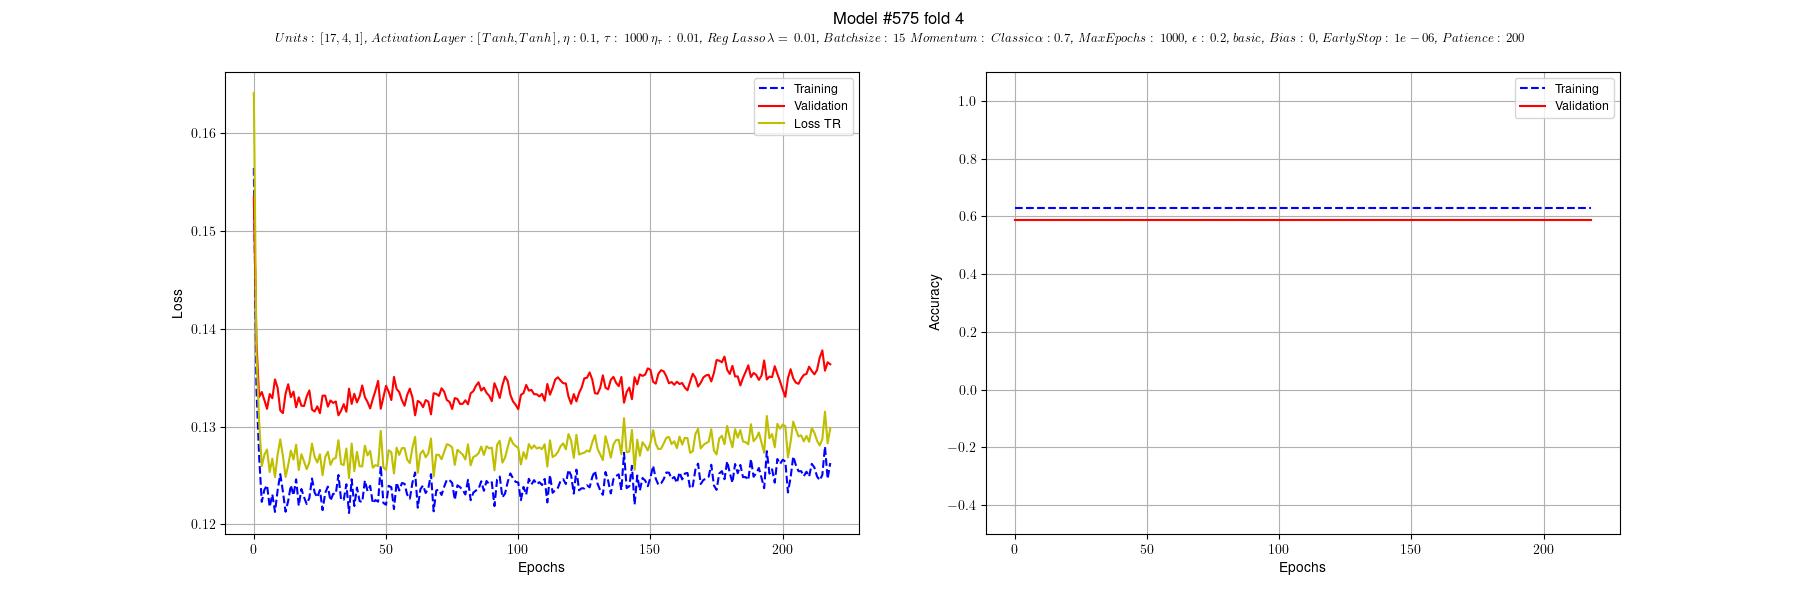 Model #575 fold 4
Units : [17, 4, 1], ActivationLayer : [Tanh, Tanh], η : 0.1, τ : 1000 η_τ : 0.01, Reg Lasso λ = 0.01, Batchsize : 15 Momentum : Classic α : 0.7, MaxEpochs : 1000, ϵ : 0.2, basic, Bias : 0, EarlyStop : 1e − 06, Patience : 200
Training
Validation
Loss TR
0.16
0.15
0.14
0.13
0.12
Loss
0 50 100 150 200
Epochs
Training
Validation
1.0
0.8
0.6
0.4
0.2
0.0
−0.2
−0.4
Accuracy
0 50 100 150 200
Epochs